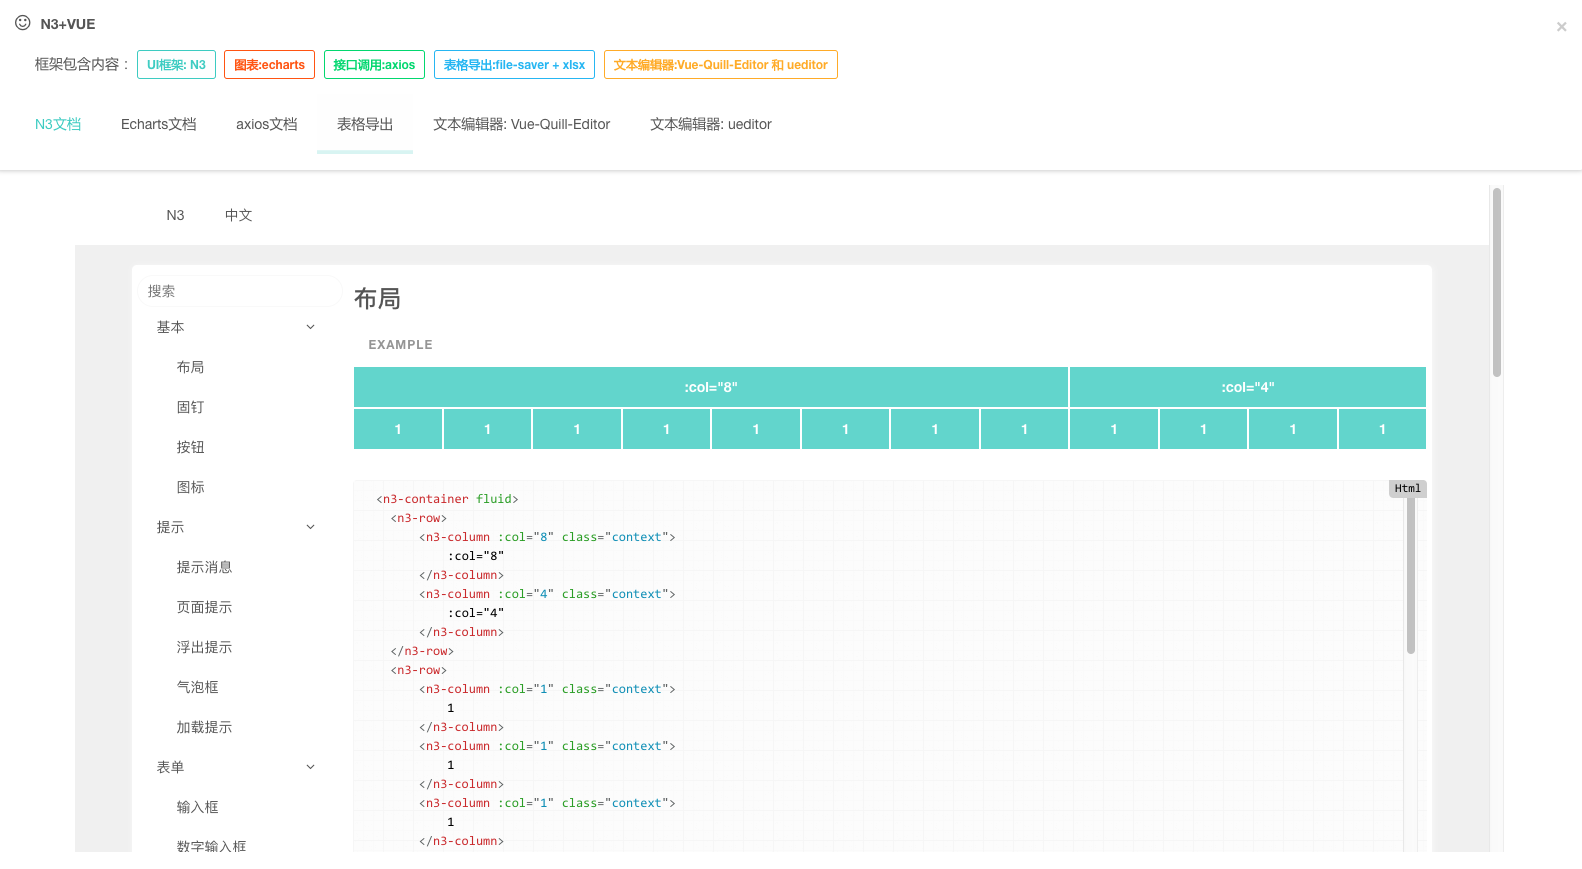 N3+VUE
×
框架包含内容：  UI框架: N3  图表:echarts  接口调用:axios  表格导出:file-saver + xlsx  文本编辑器:Vue-Quill-Editor 和 ueditor
N3文档  Echarts文档  axios文档  表格导出  文本编辑器: Vue-Quill-Editor  文本编辑器: ueditor
N3  中文
搜索
基本
布局
固钉
按钮
图标
提示
提示消息
页面提示
浮出提示
气泡框
加载提示
表单
输入框
数字输入框
布局
EXAMPLE
:col="8"  :col="4"
1 1 1 1 1 1 1 1 1 1 1 1
Html
<n3-container fluid>
<n3-row>
<n3-column :col="8" class="context">
:col="8"
</n3-column>
<n3-column :col="4" class="context">
:col="4"
</n3-column>
</n3-row>
<n3-row>
<n3-column :col="1" class="context">
1
</n3-column>
<n3-column :col="1" class="context">
1
</n3-column>
<n3-column :col="1" class="context">
1
</n3-column>